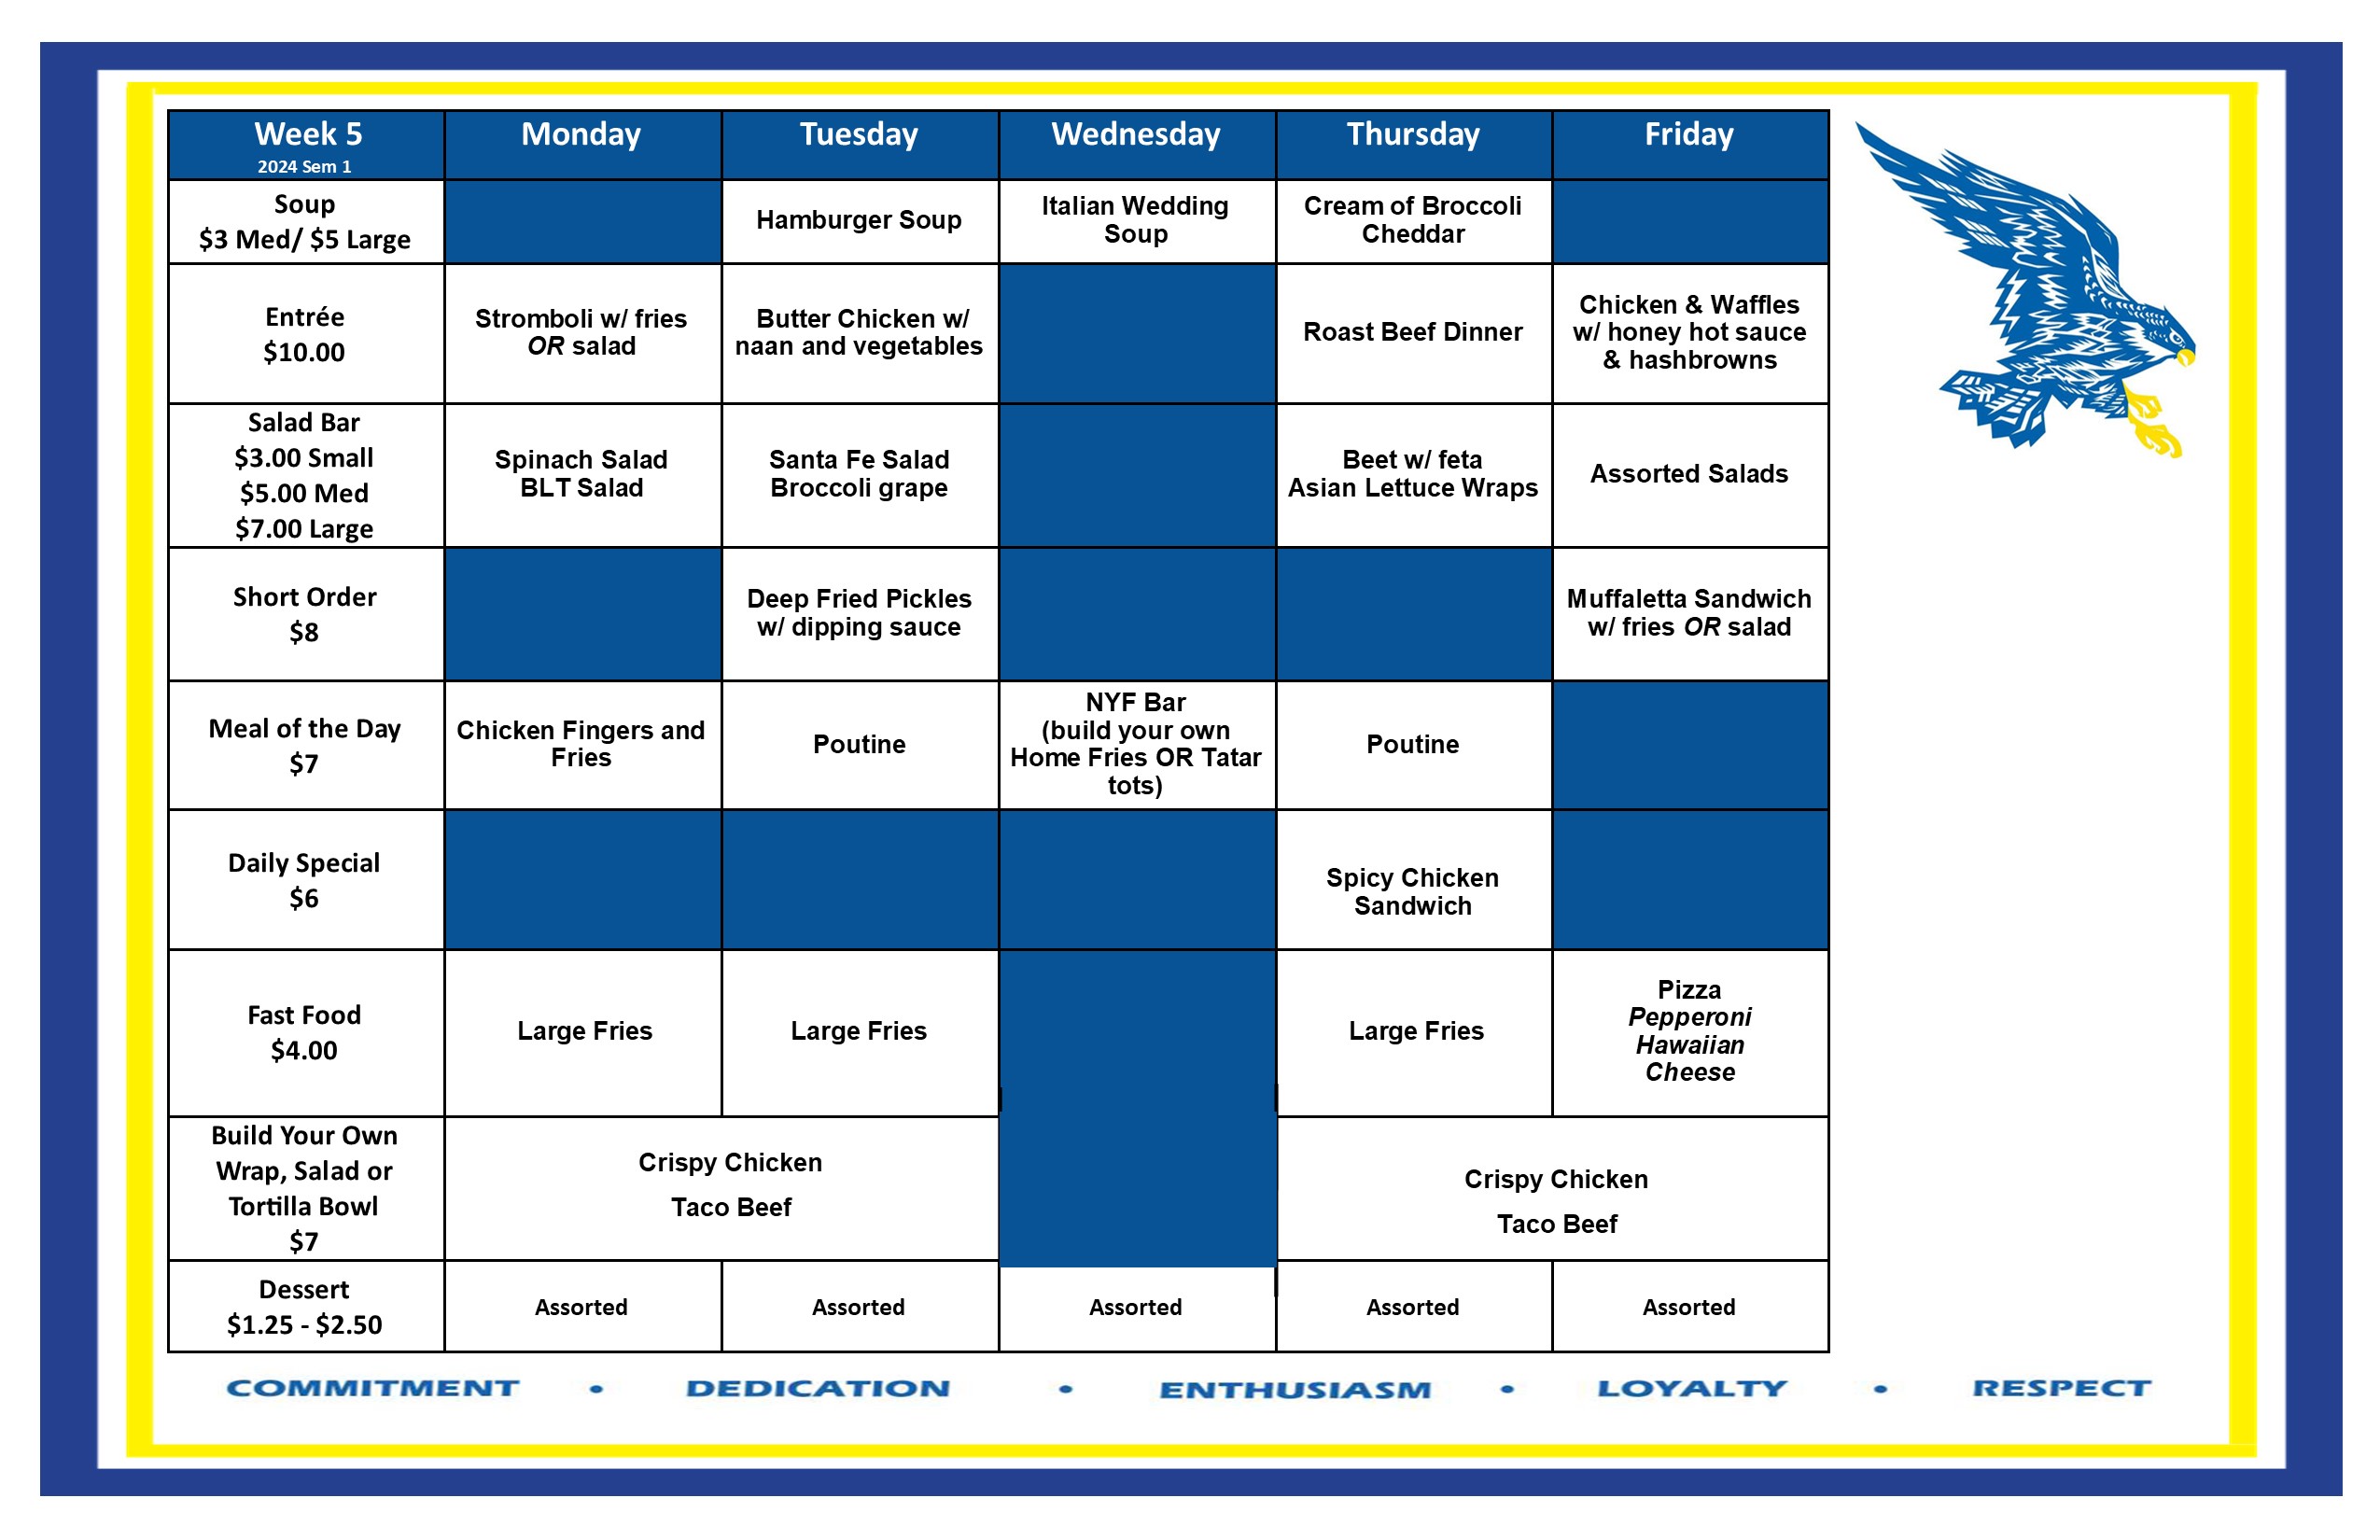 Week 5
2024 Sem 1
Monday
Tuesday
Wednesday
Thursday
Friday
Soup
$3 Med/ $5 Large
Hamburger Soup
Italian Wedding
Soup
Cream of Broccoli
Cheddar
Entrée
$10.00
Stromboli w/ fries
OR salad
Butter Chicken w/
naan and vegetables
Roast Beef Dinner
Chicken & Waffles
w/ honey hot sauce
& hashbrowns
Salad Bar
$3.00 Small
$5.00 Med
$7.00 Large
Spinach Salad
BLT Salad
Santa Fe Salad
Broccoli grape
Beet w/ feta
Asian Lettuce Wraps
Assorted Salads
Short Order
$8
Deep Fried Pickles
w/ dipping sauce
Muffaletta Sandwich
w/ fries OR salad
Meal of the Day
$7
Chicken Fingers and
Fries
Poutine
NYF Bar
(build your own
Home Fries OR Tatar
tots)
Poutine
Daily Special
$6
Spicy Chicken
Sandwich
Fast Food
$4.00
Large Fries
Large Fries
Large Fries
Pizza
Pepperoni
Hawaiian
Cheese
Build Your Own
Wrap, Salad or
Tortilla Bowl
$7
Crispy Chicken
Taco Beef
Crispy Chicken
Taco Beef
Dessert
$1.25 - $2.50
Assorted
Assorted
Assorted
Assorted
Assorted
COMMITMENT • DEDICATION • ENTHUSIASM • LOYALTY • RESPECT